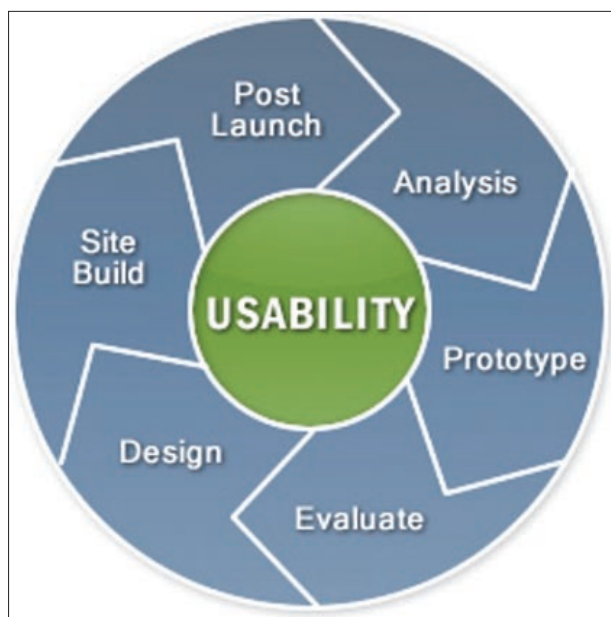 Post
Launch
Analysis
Site
Build
USABILITY
Prototype
Design
Evaluate